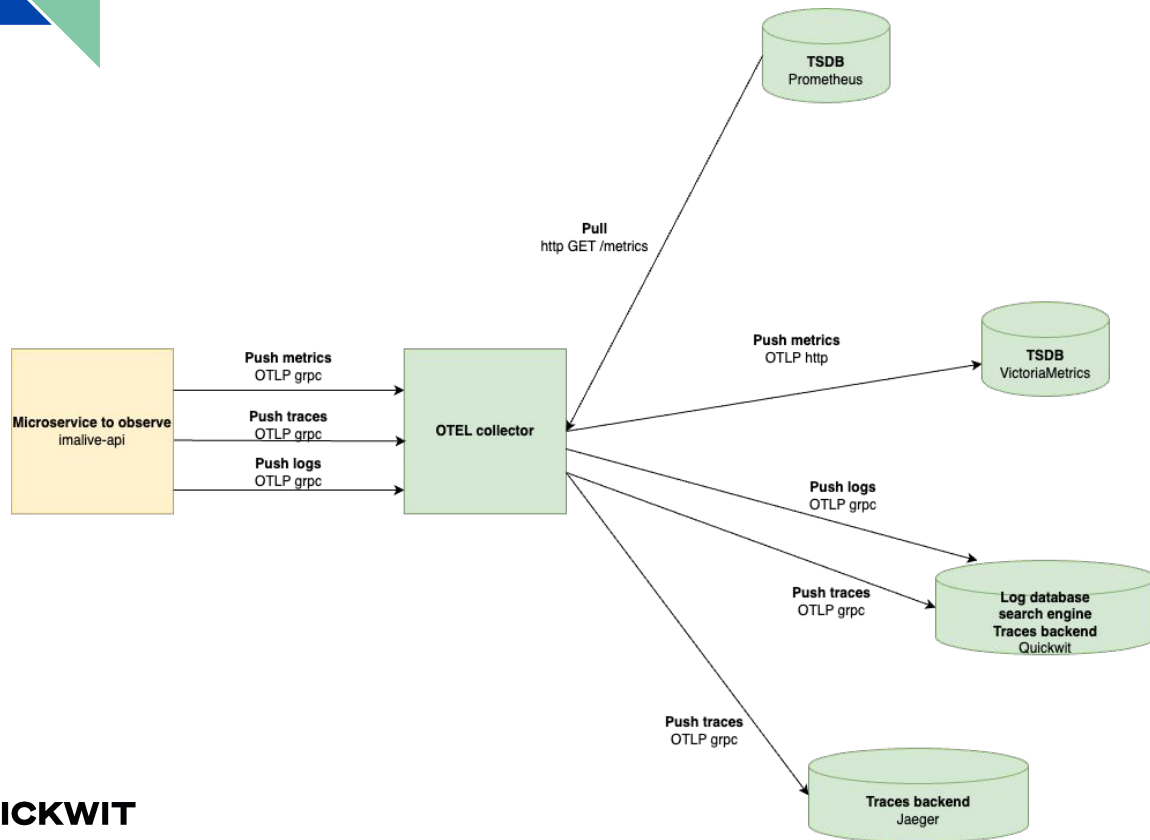 TSDB
Prometheus
Pull
http GET /metrics
Push metrics
OTLP http
TSDB
VictoriaMetrics
Push metrics
OTLP grpc
Push traces
OTLP grpc
Push logs
OTLP grpc
Microservice to observe
imalive-api
OTEL collector
Push logs
OTLP grpc
Push traces
OTLP grpc
Log database
search engine
Traces backend
Quickwit
Push traces
OTLP grpc
Traces backend
Jaeger
ICKWIT